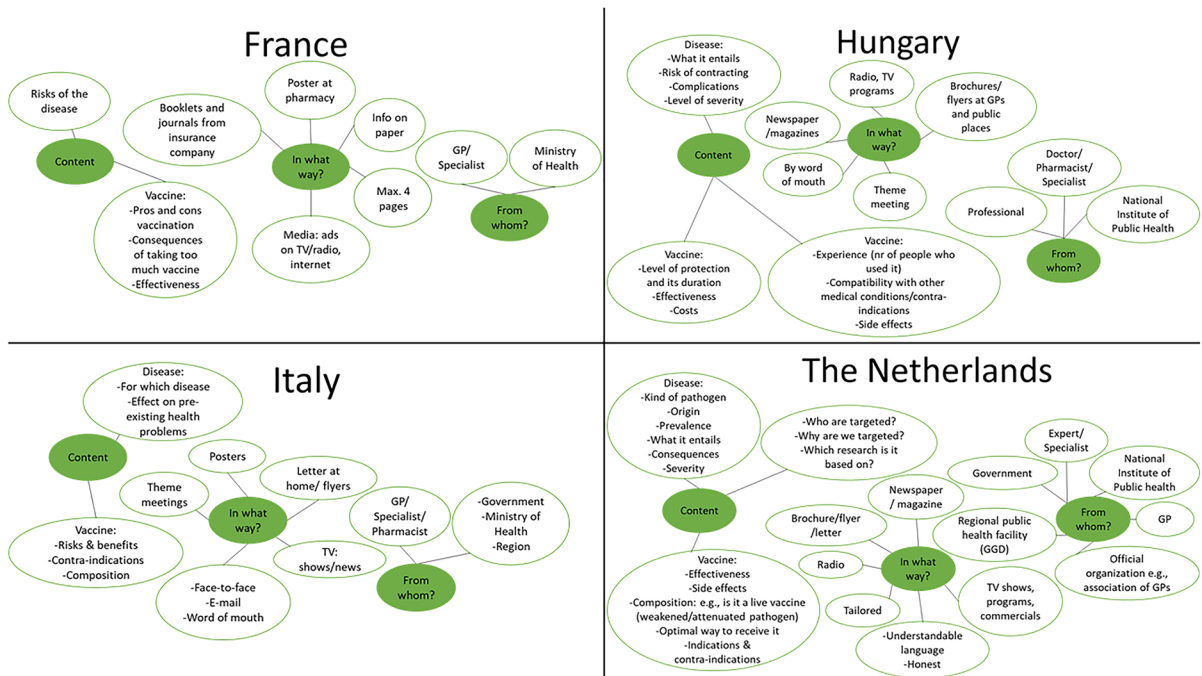 France
Risks of the
disease
Content
Vaccine:
-Pros and cons
vaccination
-Consequences
of taking too
much vaccine
-Effectiveness
Booklets and
journals from
insurance
company
Poster at
pharmacy
Info on
paper
In what
way?
Max. 4
pages
Media: ads
on TV/radio,
internet
GP/
Specialist
Ministry
of Health
From
whom?
Hungary
Disease:
-What it entails
-Risk of contracting
-Complications
-Level of severity
Content
Vaccine:
-Level of protection
and its duration
-Effectiveness
-Costs
Vaccine:
-Experience (nr of people who
used it)
-Compatibility with other
medical conditions/contra-
indications
-Side effects
Radio, TV
programs
Newspaper
/magazines
Brochures/
flyers at GPs
and public
places
In what
way?
By word
of mouth
Theme
meeting
Doctor/
Pharmacist/
Specialist
Professional
National
Institute of
Public Health
From
whom?
Italy
Disease:
-For which disease
-Effect on pre-
existing health
problems
Content
Vaccine:
-Risks & benefits
-Contra-indications
-Composition
Posters
Theme
meetings
Letter at
home/ flyers
In what
way?
TV:
shows/news
-Face-to-face
-E-mail
-Word of mouth
GP/
Specialist/
Pharmacist
-Government
-Ministry of
Health
-Region
From
whom?
The Netherlands
Disease:
-Kind of pathogen
-Origin
-Prevalence
-What it entails
-Consequences
-Severity
-Who are targeted?
-Why are we targeted?
-Which research is it
based on?
Content
Vaccine:
-Effectiveness
-Side effects
-Composition: e.g., is it a live vaccine
(weakened/attenuated pathogen)
-Optimal way to receive it
-Indications &
contra-indications
Newspaper
/ magazine
Brochure/flyer
/letter
Radio
In what
way?
Tailored
TV shows,
programs,
commercials
-Understandable
language
-Honest
Expert/
Specialist
Government
National
Institute of
Public health
From
whom?
GP
Regional public
health facility
(GGD)
Official
organization e.g.,
association of GPs